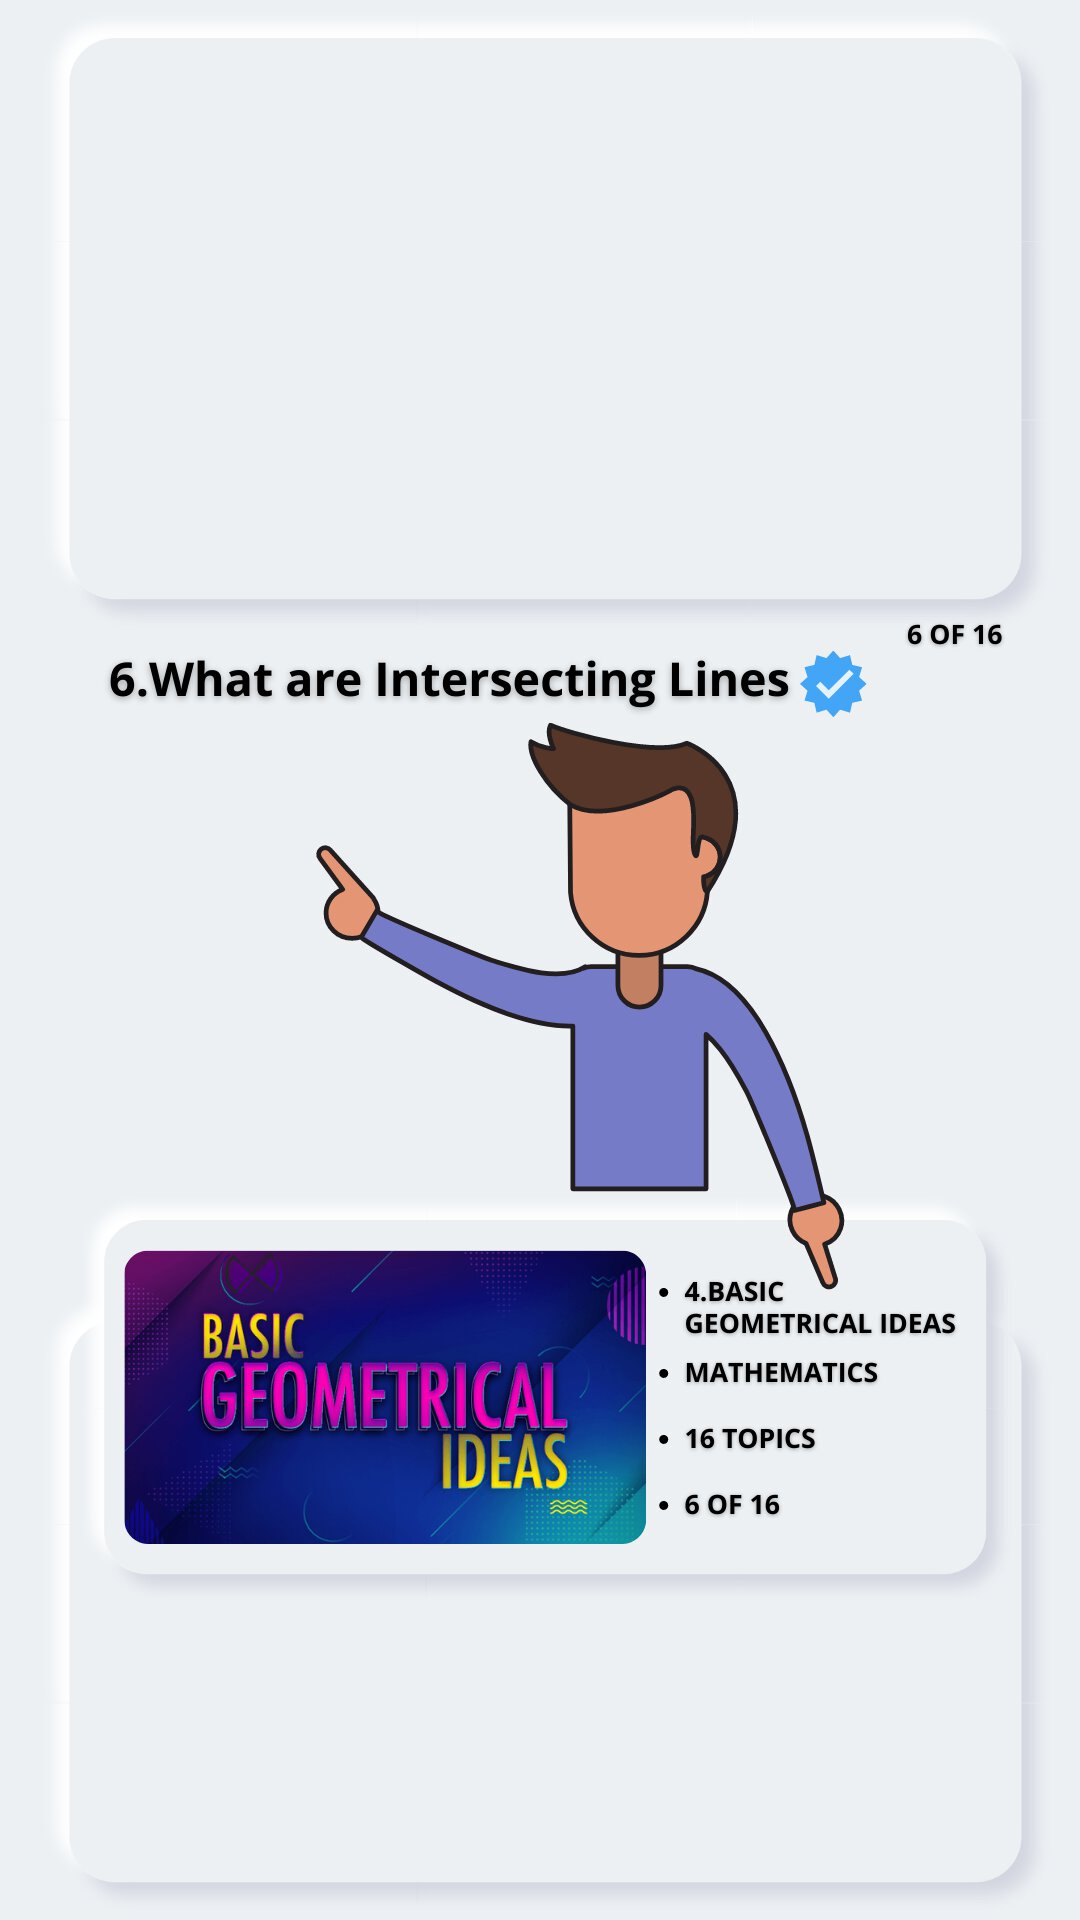 6 OF 16
6.What are Intersecting Lines
BASIC
GEOMETRICAL
IDEAS
4.BASIC
GEOMETRICAL IDEAS
MATHEMATICS
16 TOPICS
6 OF 16